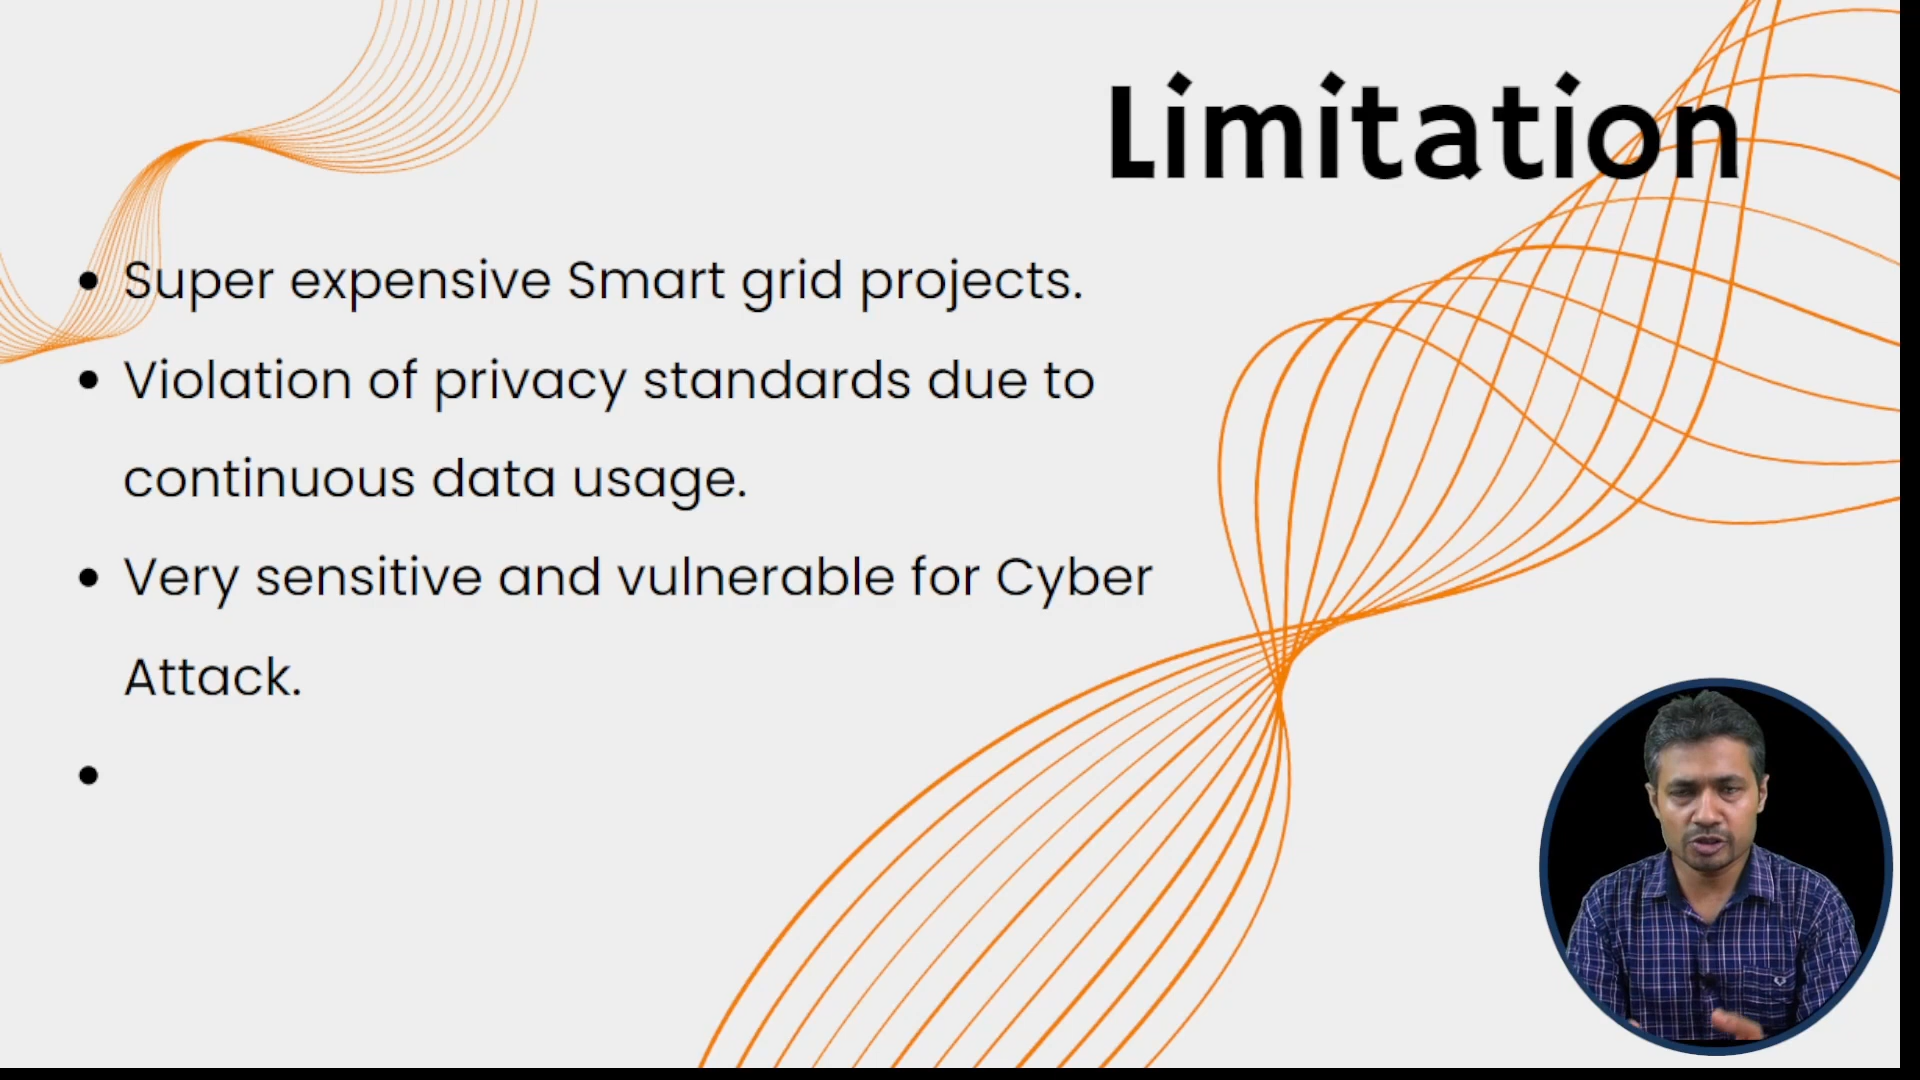 Limitation
• Super expensive Smart grid projects.
• Violation of privacy standards due to
continuous data usage.
• Very sensitive and vulnerable for Cyber
Attack.
•